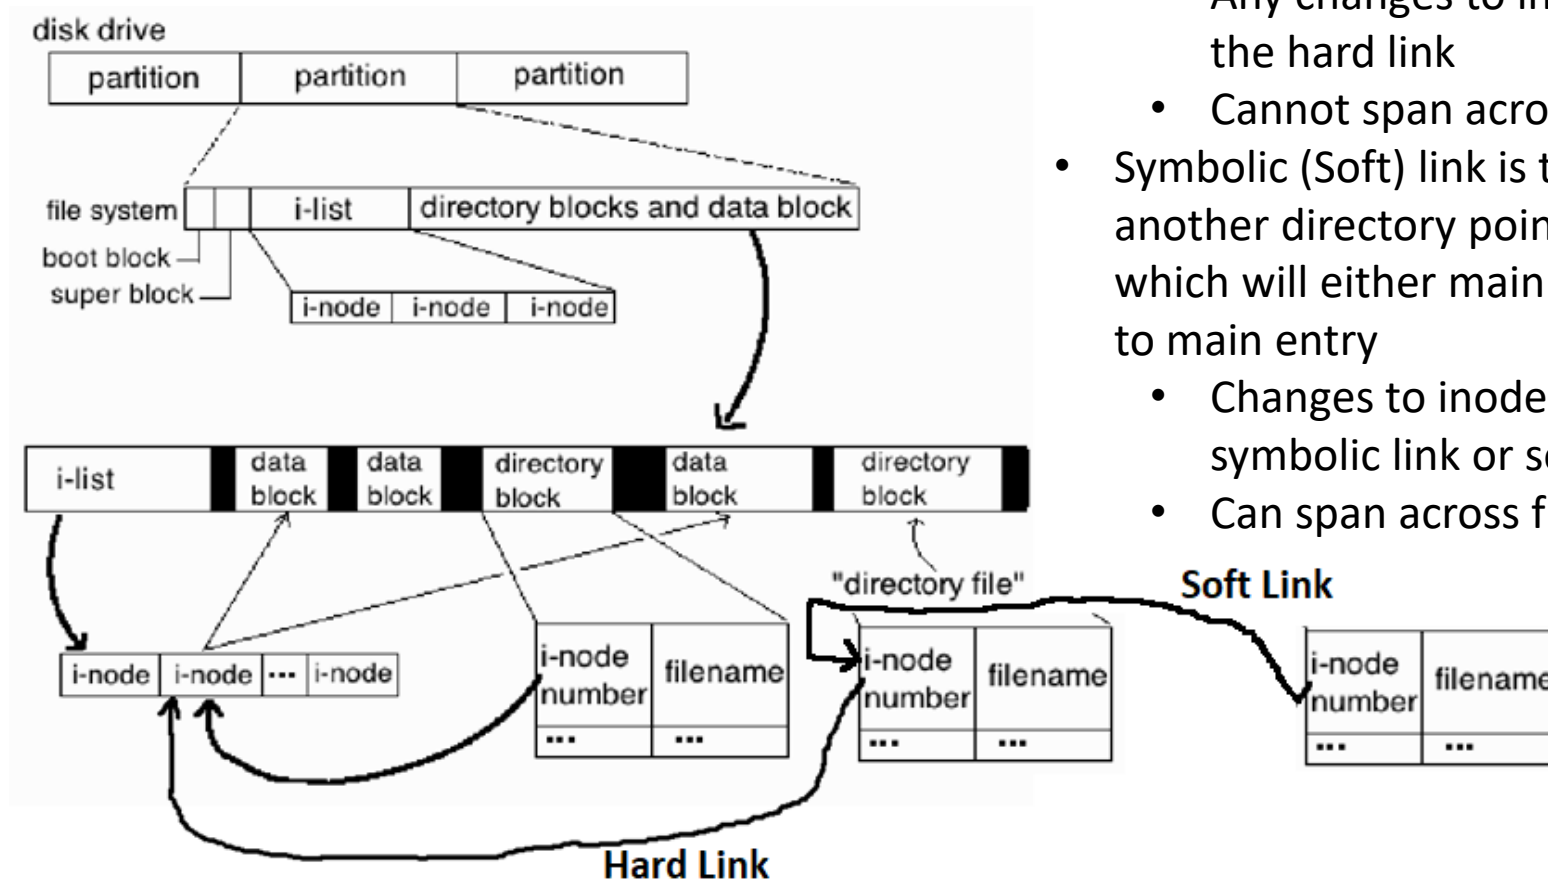 disk drive
partition partition partition
file system i-list directory blocks and data block
boot block
super block
i-node i-node i-node
i-list data block data block directory block data block directory block
"directory file"
i-node i-node ... i-node
i-node number filename
... ...
i-node number filename
... ...
Soft Link
i-node number filename
... ...
Hard Link
Any changes to
the hard link
• Cannot span
• Symbolic (Soft) link is
another directory
which will either main
to main entry
• Changes to inode
symbolic link or
• Can span across